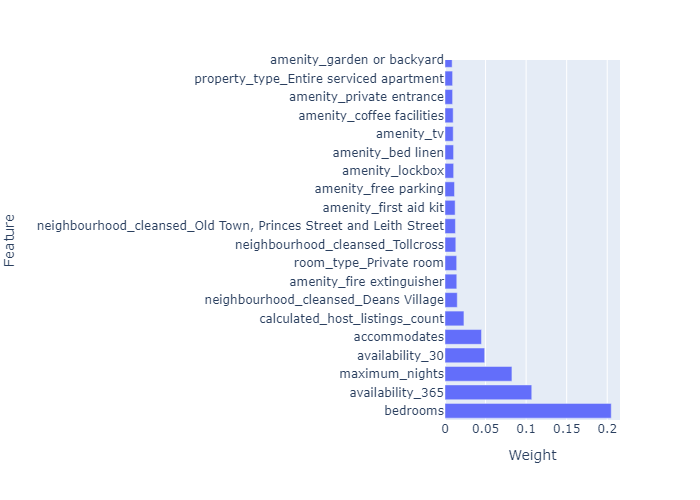 amenity_garden or backyard
property_type_Entire serviced apartment
amenity_private entrance
amenity_coffee facilities
amenity_tv
amenity_bed linen
amenity_lockbox
amenity_free parking
amenity_first aid kit
neighbourhood_cleansed_Old Town, Princes Street and Leith Street
neighbourhood_cleansed_Tollcross
room_type_Private room
amenity_fire extinguisher
neighbourhood_cleansed_Deans Village
calculated_host_listings_count
accommodates
availability_30
maximum_nights
availability_365
bedrooms
Feature
0 0.05 0.1 0.15 0.2
Weight